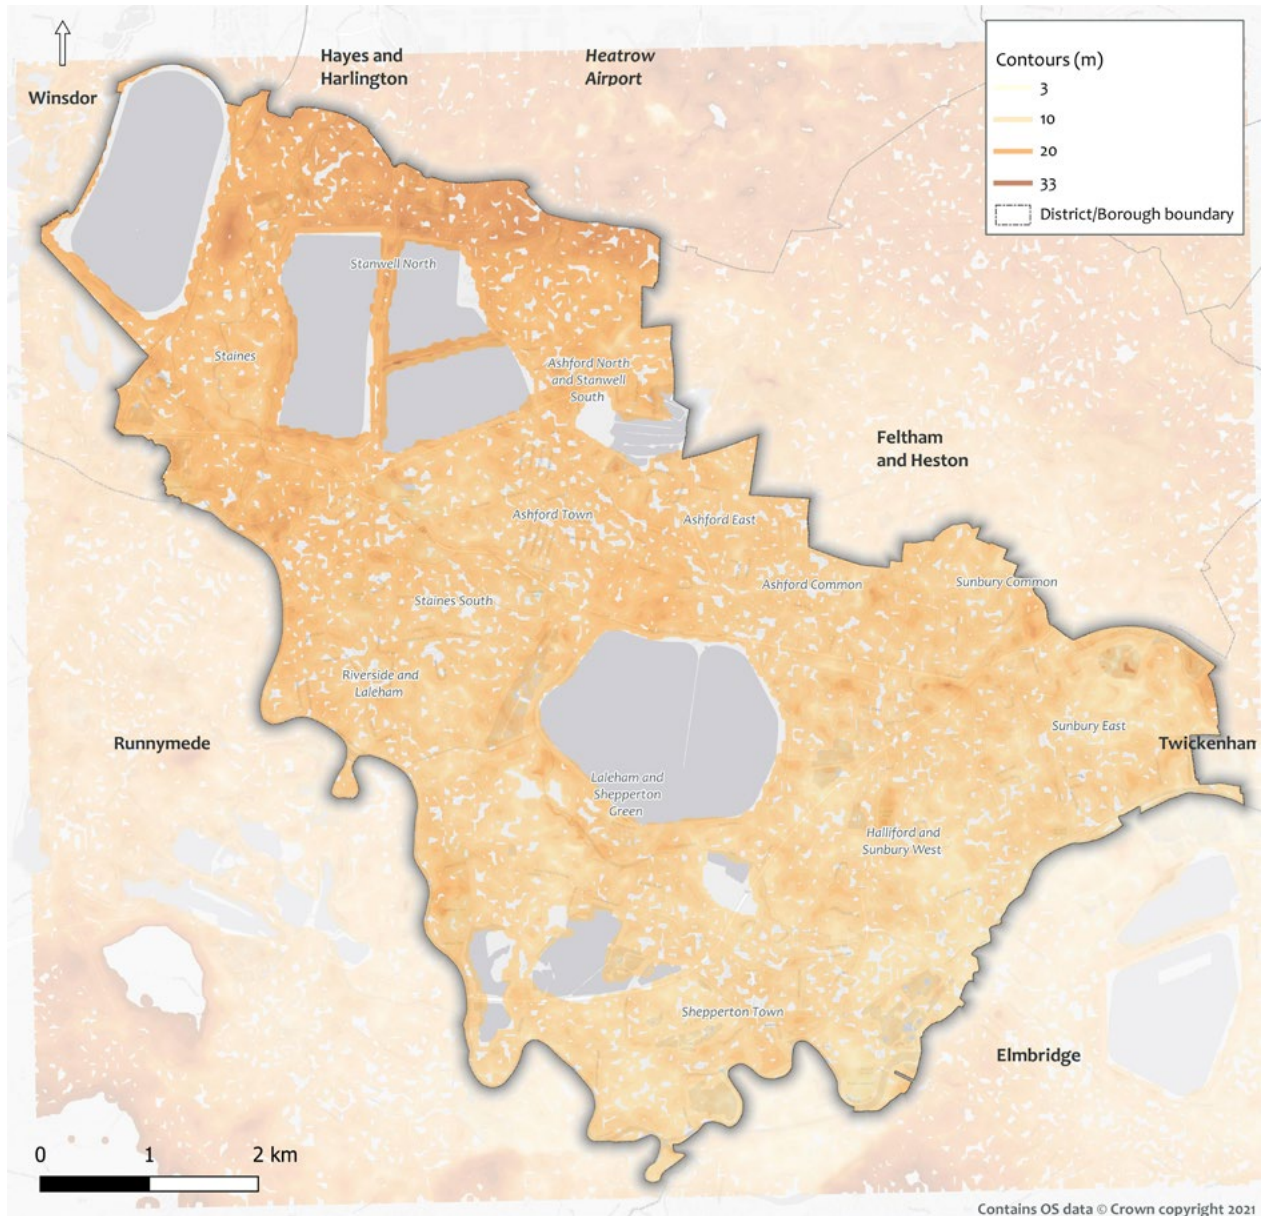 Hayes and
Harlington
Heatrow
Airport
Winsdor
Contours (m)
3
10
20
33
District/Borough boundary
Stanwell North
Staines
Ashford North
and Stanwell
South
Feltham
and Heston
Ashford Town
Ashford East
Ashford Common
Sunbury Common
Staines South
Riverside and
Laleham
Runnymede
Sunbury East
Twickenham
Laleham and
Shepperton
Green
Halliford and
Sunbury West
Shepperton Town
Elmbridge
0 1 2 km
Contains OS data © Crown copyright 2021